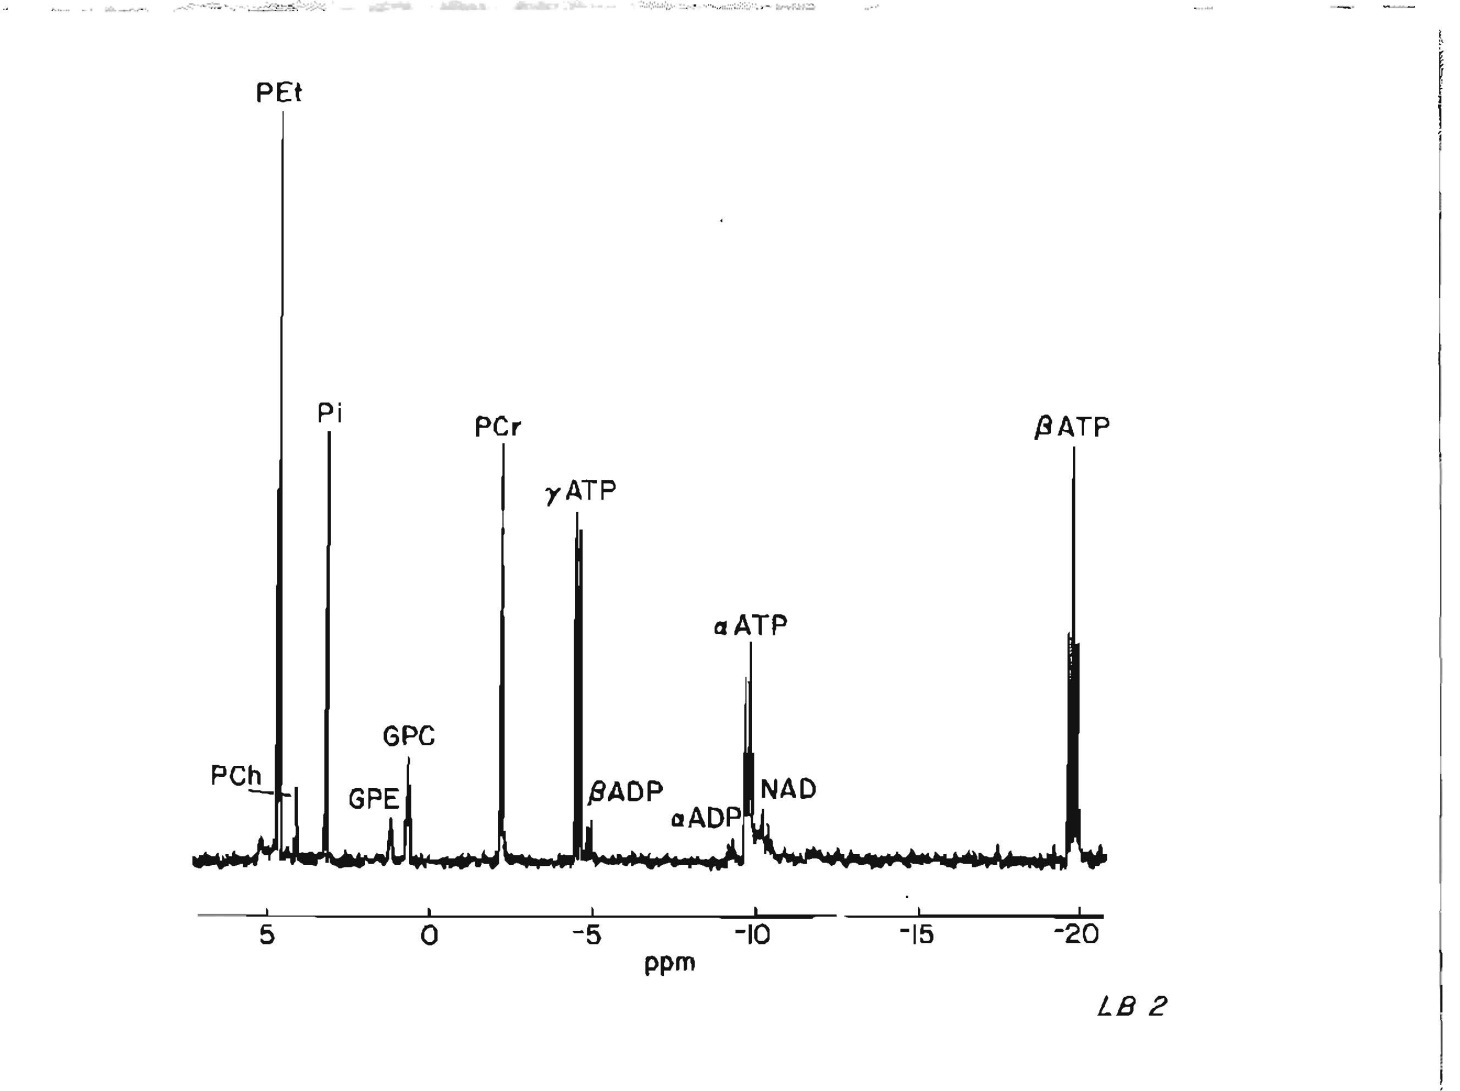 PEt
Pi
PCr
βATP
γATP
αATP
GPC
PCh
GPE
βADP
NAD
αADP
5 0 -5 -10 -15 -20
ppm
LB 2